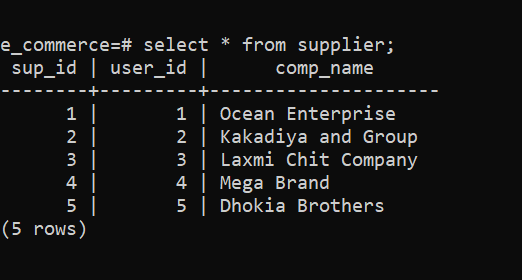 e_commerce=# select * from supplier;
 sup_id | user_id |      comp_name
--------+---------+---------------------
      1 |       1 | Ocean Enterprise
      2 |       2 | Kakadiya and Group
      3 |       3 | Laxmi Chit Company
      4 |       4 | Mega Brand
      5 |       5 | Dhokia Brothers
(5 rows)